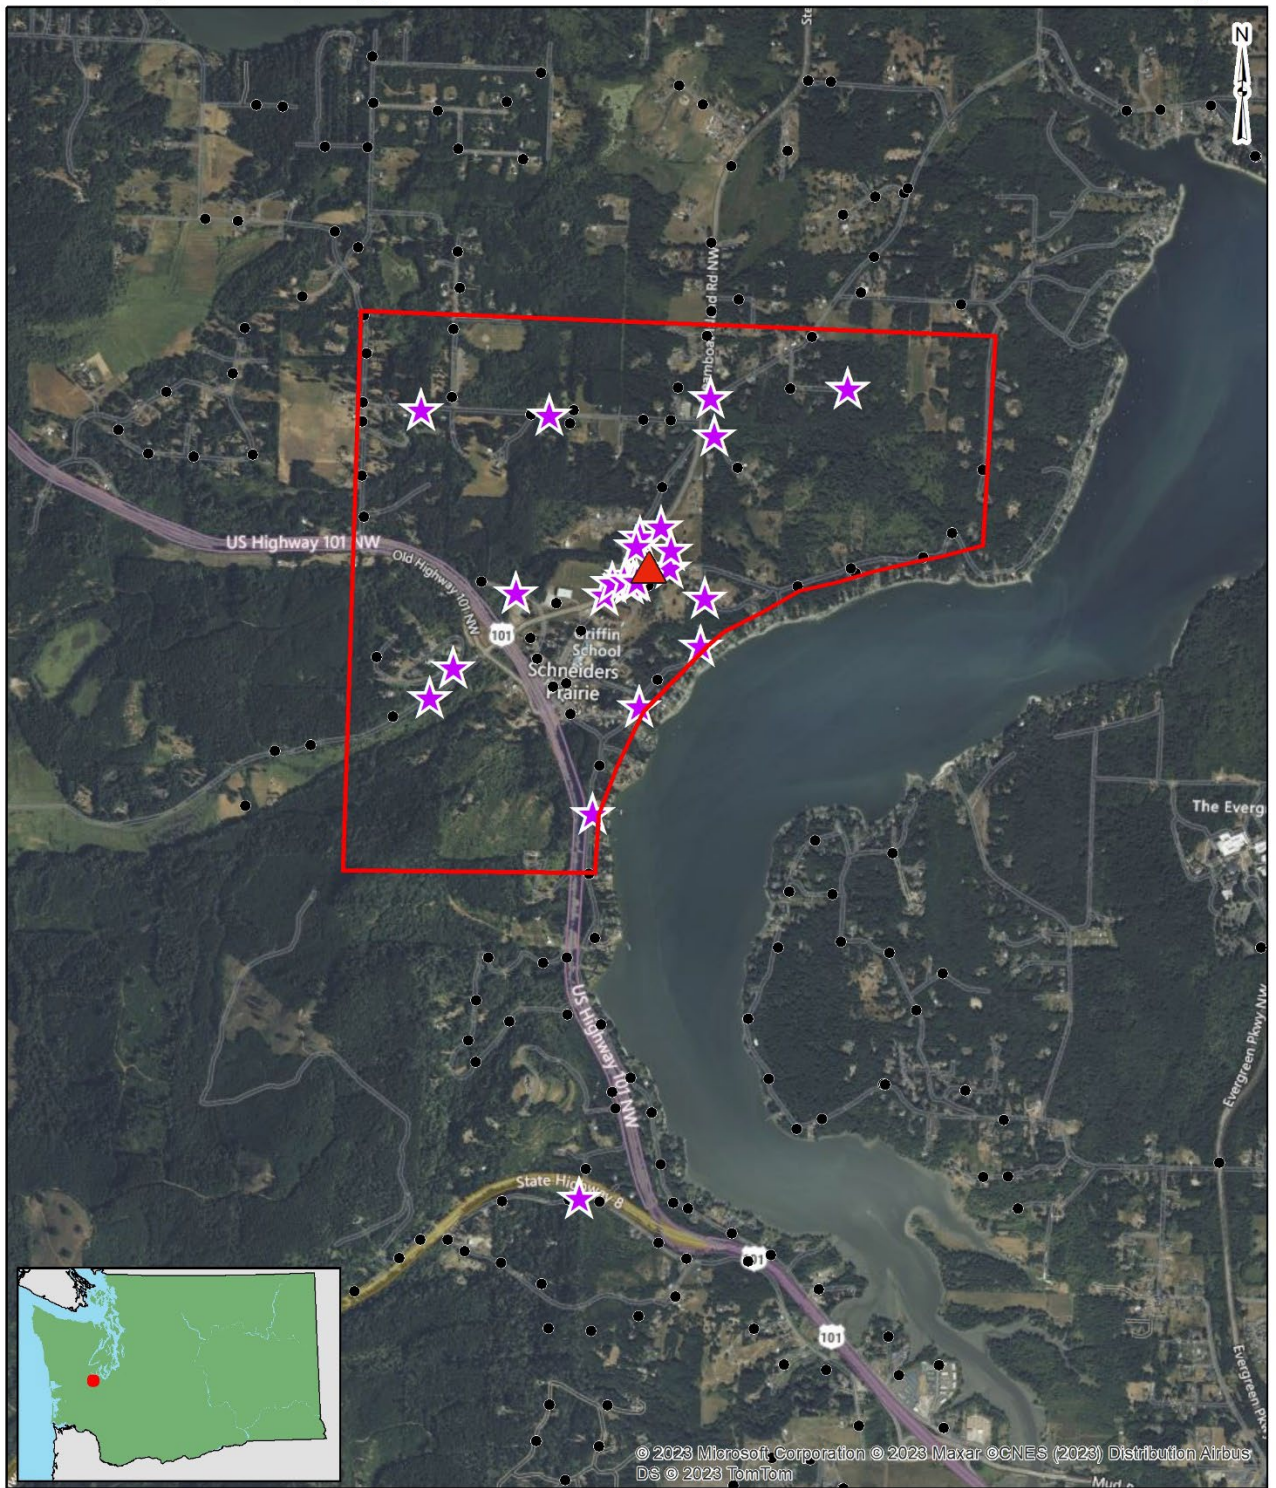 N
US Highway 101 NW
Old Highway 101 NW
101
Griffin
School
Schneiders
Prairie
The Everg
US Highway 101 NW
Evergreen Pkwy NW
State Highway 8
101
101
© 2023 Microsoft Corporation © 2023 Maxar ©CNES (2023) Distribution Airbus
DS © 2023 TomTom